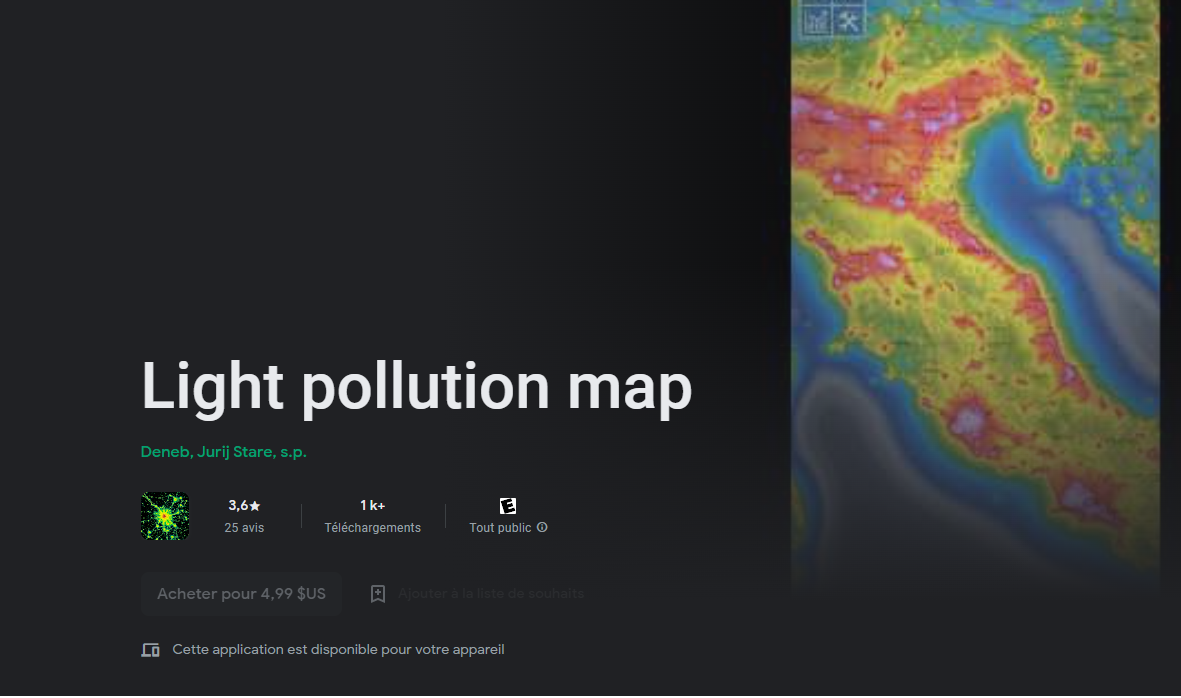 Light pollution map
Deneb, Jurij Stare, s.p.
3,6★
25 avis
1 k+
Téléchargements
E
Tout public
Acheter pour 4,99 $US
Ajouter à la liste de souhaits
Cette application est disponible pour votre appareil